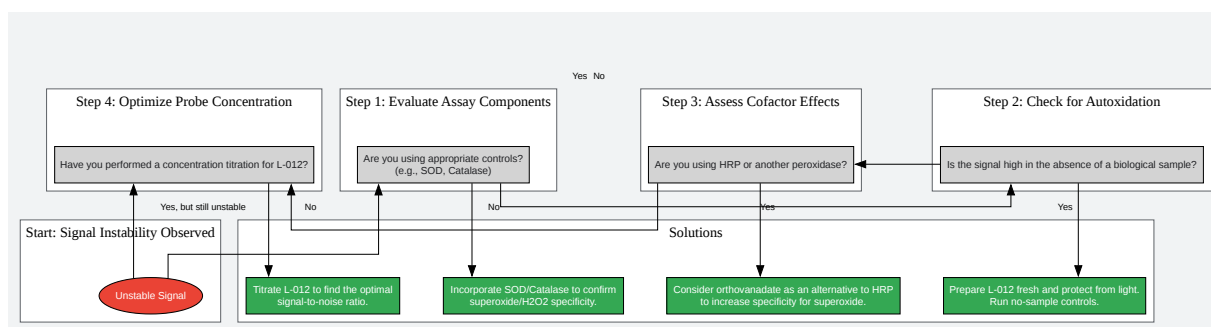 Yes No
Step 4: Optimize Probe Concentration
Have you performed a concentration titration for L-012?
Step 1: Evaluate Assay Components
Are you using appropriate controls?
(e.g., SOD, Catalase)
Step 3: Assess Cofactor Effects
Are you using HRP or another peroxidase?
Step 2: Check for Autoxidation
Is the signal high in the absence of a biological sample?
Yes, but still unstable
No
No
Yes
Yes
Start: Signal Instability Observed
Unstable Signal
Solutions
Titrate L-012 to find the optimal
signal-to-noise ratio.
Incorporate SOD/Catalase to confirm
superoxide/H2O2 specificity.
Consider orthovanadate as an alternative to HRP
to increase specificity for superoxide.
Prepare L-012 fresh and protect from light.
Run no-sample controls.